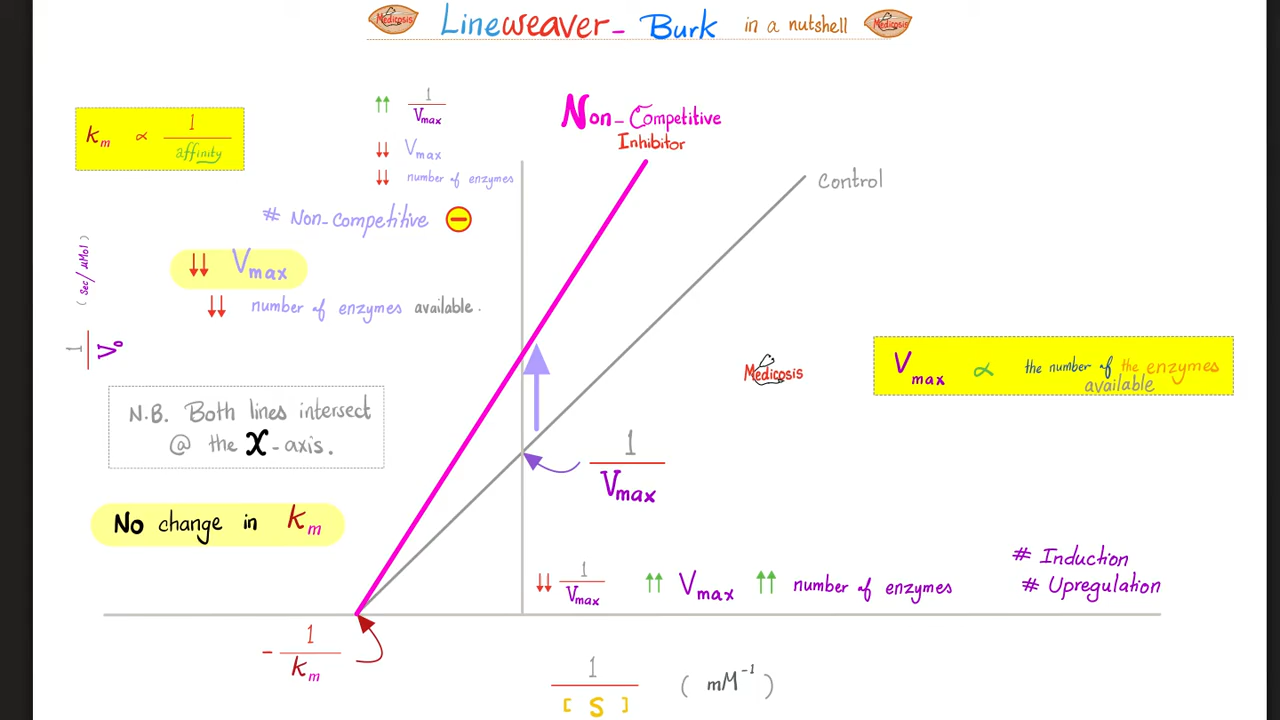 Medicosis Lineweaver - Burk in a nutshell Medicosis
↑↑ 1/Vmax
↓↓ Vmax
↓↓ number of enzymes
# Non-competitive −
Non-Competitive
Inhibitor
Control
Km ∝ 1/affinity
↓↓ Vmax
↓↓ number of enzymes available.
1/V₀ (Sec/µMol)
N.B. Both lines intersect
@ the X-axis.
No change in Km
Medicosis
Vmax ∝ the number of the enzymes
available
1/Vmax
↓↓ 1/Vmax ↑↑ Vmax ↑↑ number of enzymes
# Induction
# Upregulation
- 1/Km
1/[S] (mM⁻¹)